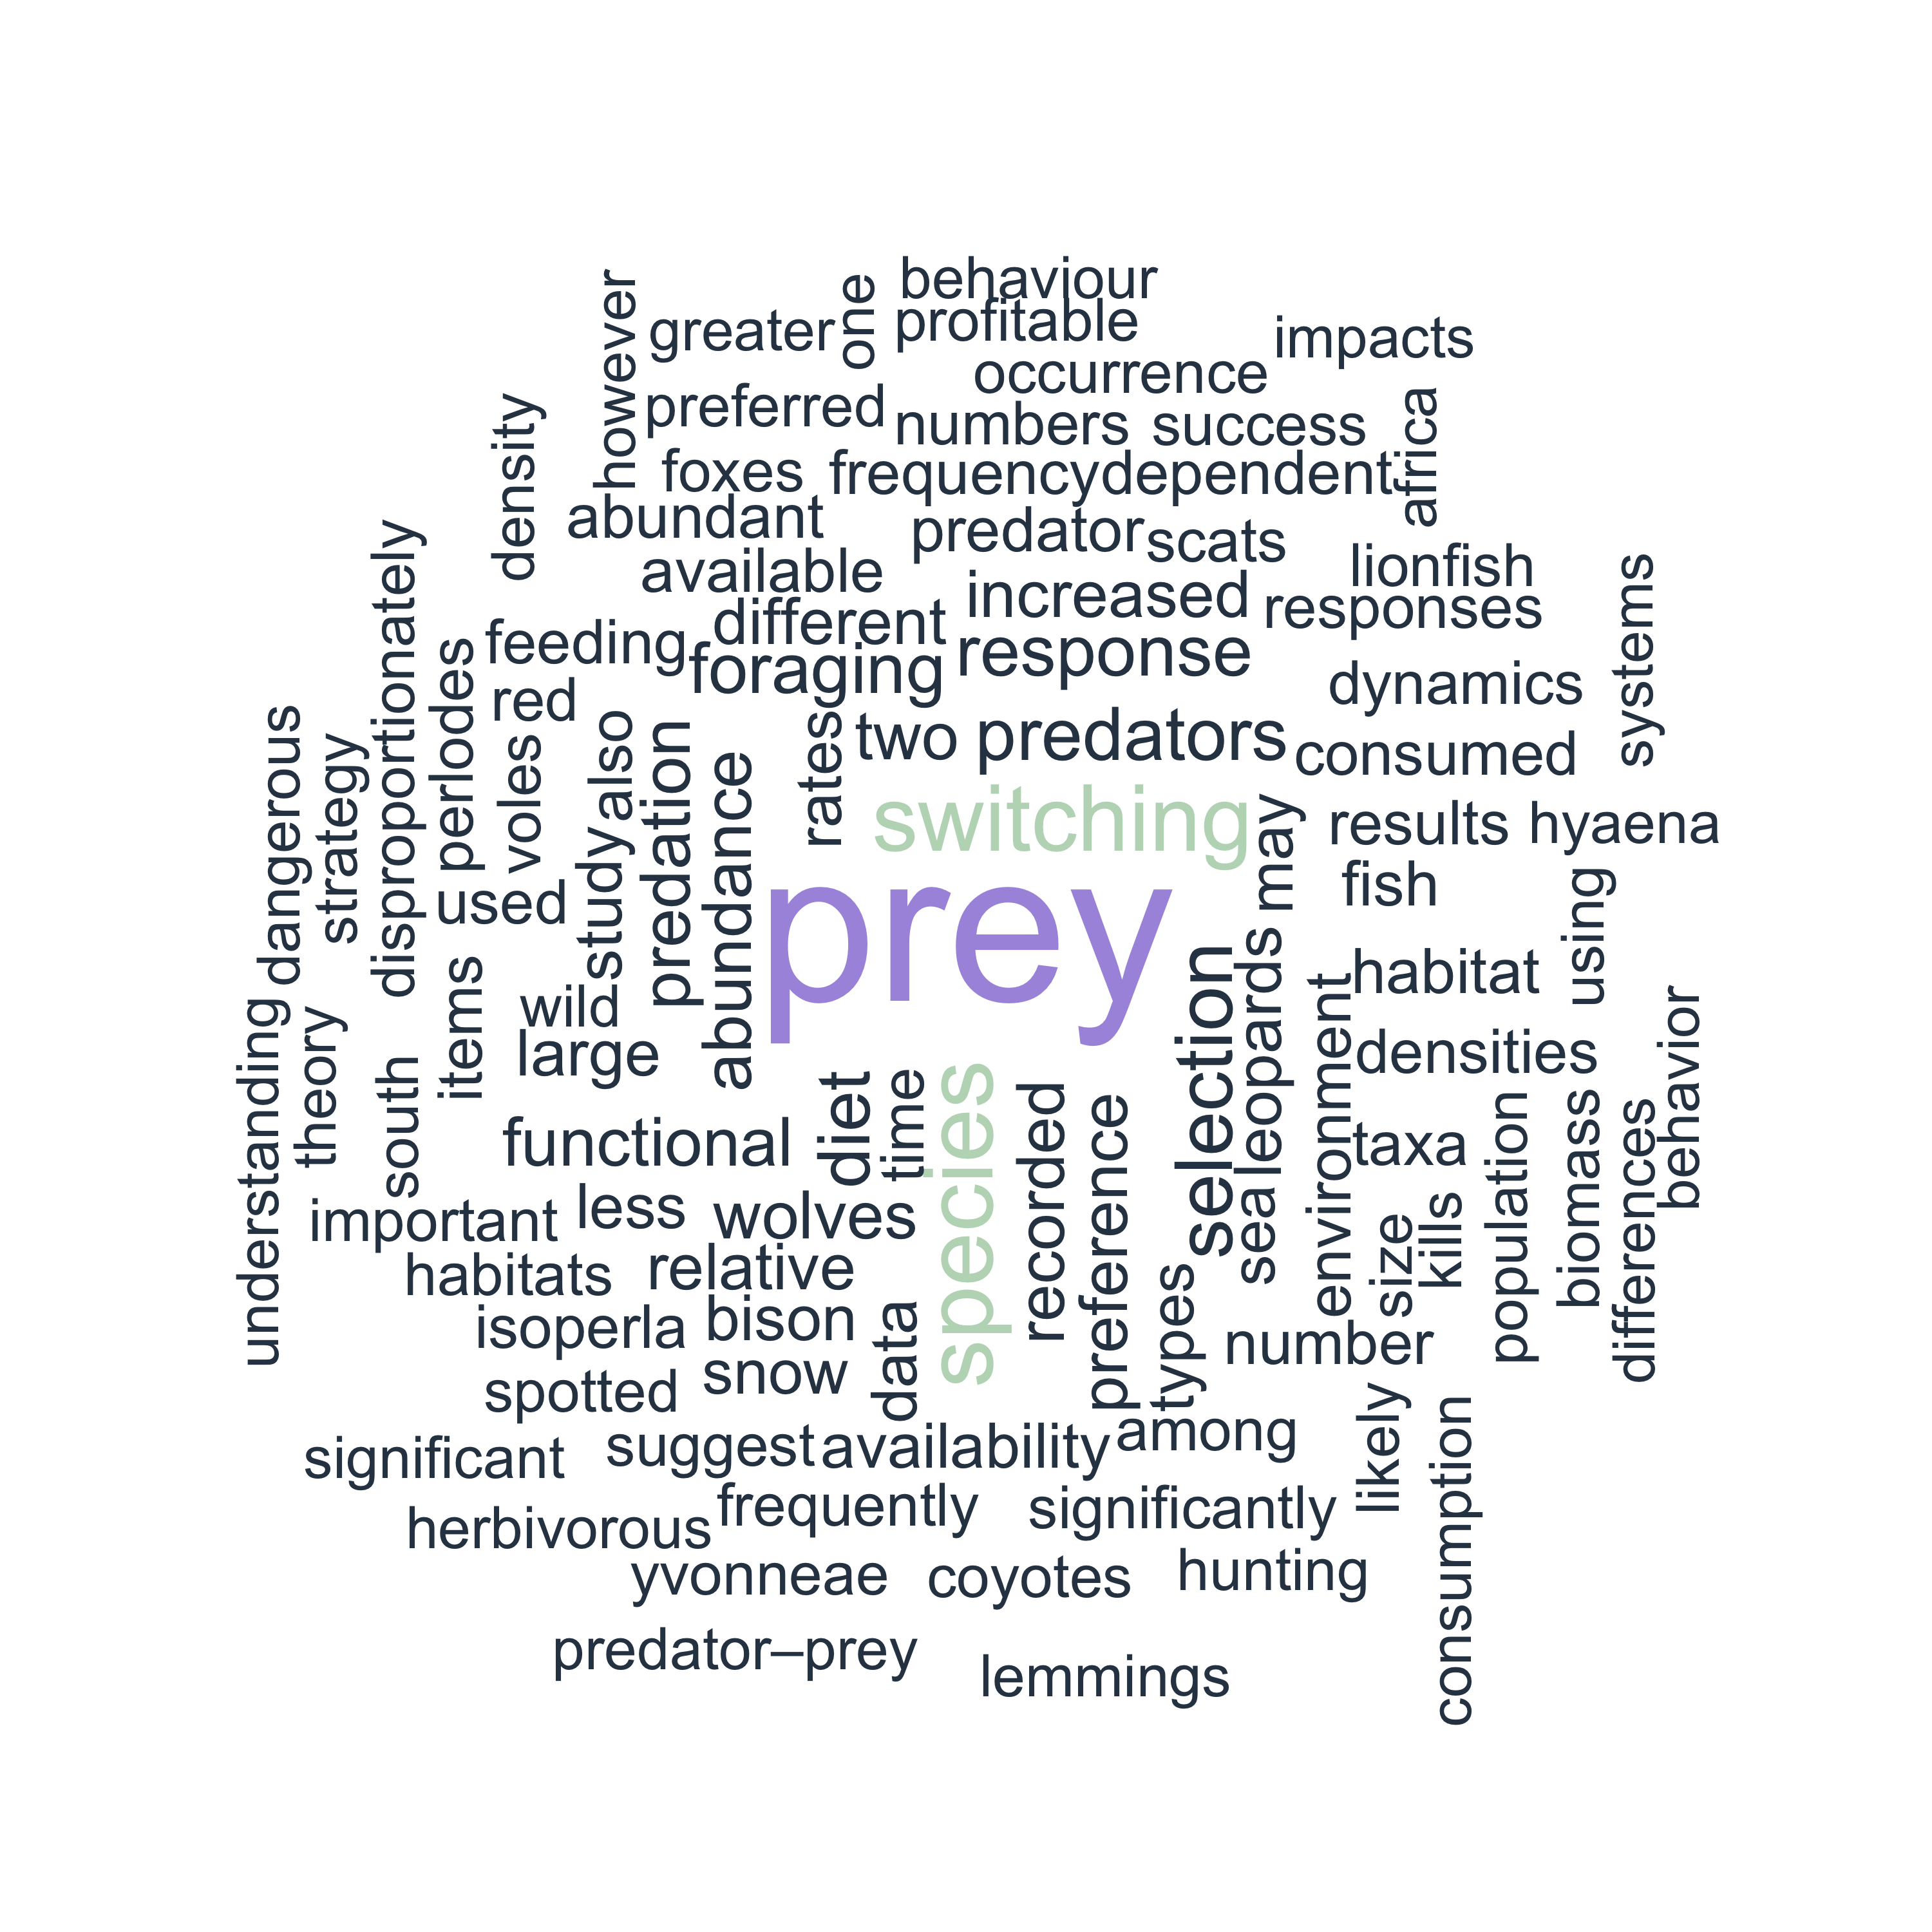 behaviour
however
greater
one
profitable
impacts
occurrence
preferred
numbers
success
africa
density
foxes
frequencydependent
abundant
predator
scats
disproportionately
available
increased
lionfish
responses
systems
different
feeding
foraging
response
perlodes
red
dynamics
dangerous
strategy
voles
also
predation
abundance
rates
two
predators
consumed
switching
may
results
hyaena
used
study
prey
fish
using
selection
leopards
habitat
items
wild
large
environment
densities
behavior
understanding
theory
south
functional
diet
time
species
recorded
preference
sea
taxa
population
biomass
differences
important
less
wolves
size
kills
habitats
relative
isoperla
bison
data
types
number
spotted
snow
significant
suggest
availability
among
likely
consumption
herbivorous
frequently
significantly
yvonneae
coyotes
hunting
predator–prey
lemmings